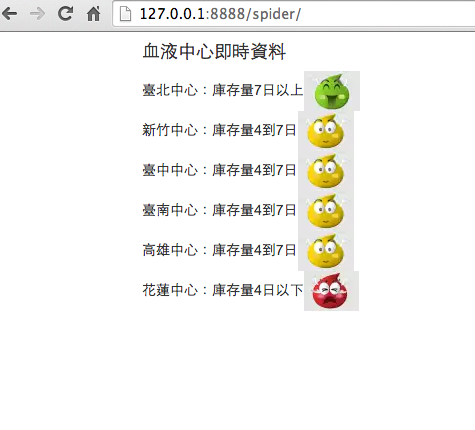 127.0.0.1:8888/spider/
血液中心即時資料
臺北中心：庫存量7日以上
新竹中心：庫存量4到7日
臺中中心：庫存量4到7日
臺南中心：庫存量4到7日
高雄中心：庫存量4到7日
花蓮中心：庫存量4日以下